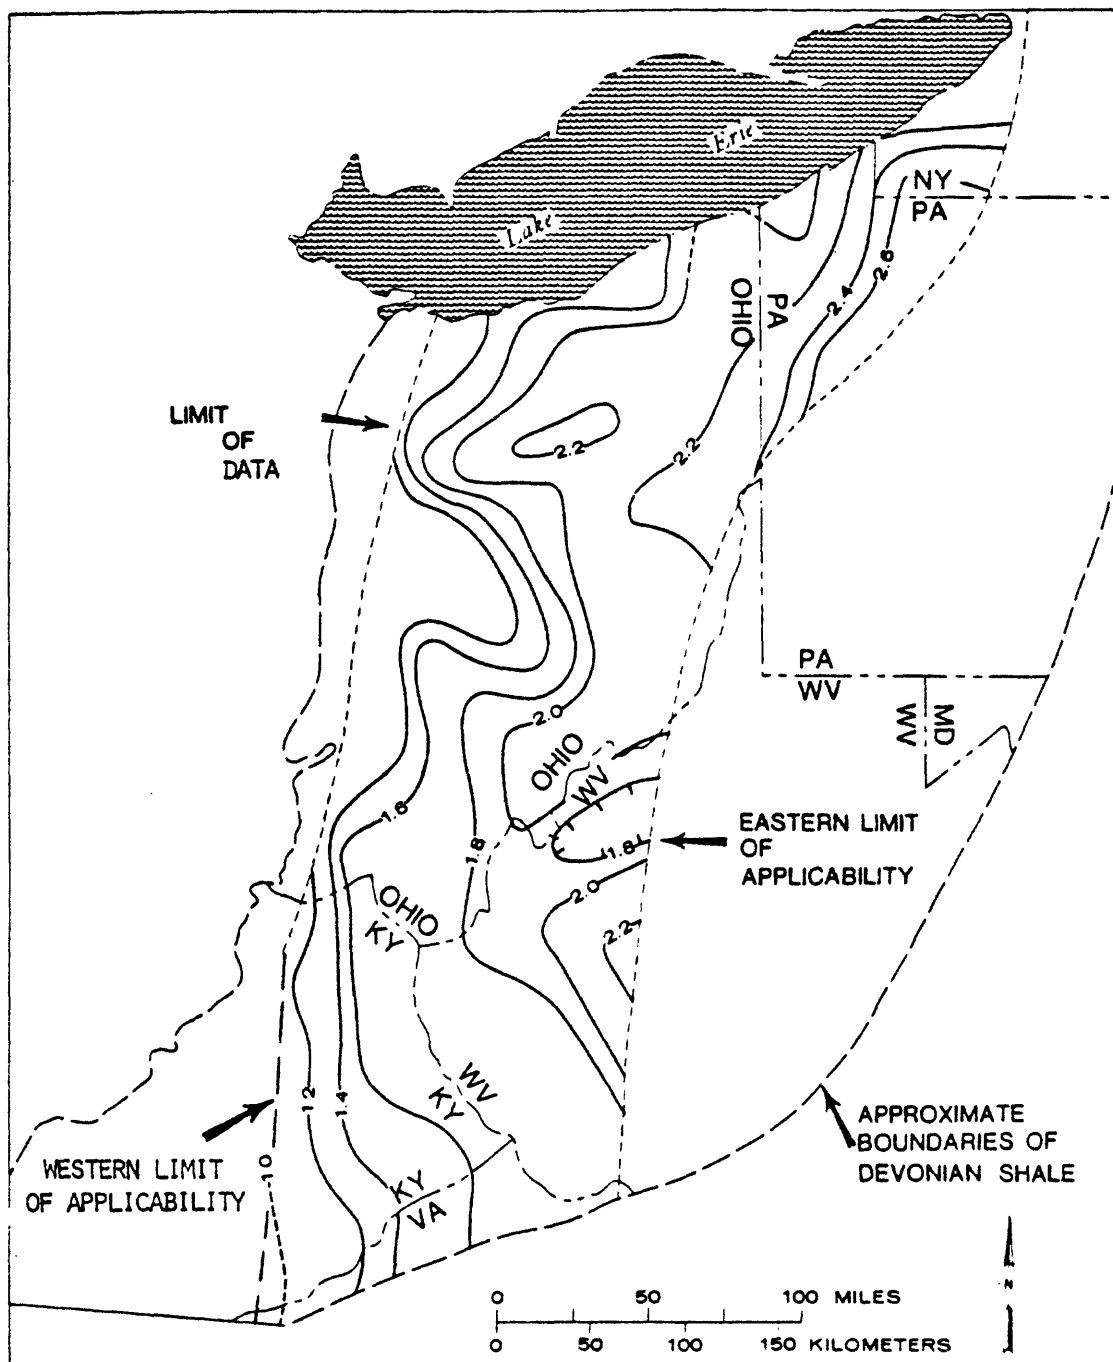 Erie
Lake
NY
PA
2.6
2.4
PA
OHIO
LIMIT
OF
DATA
2.2
2.2
PA
WV
MD
WV
2.0
OHIO
WV
1.6
1.8
1.8
EASTERN LIMIT
OF
APPLICABILITY
2.0
OHIO
KY
2.2
WV
KY
1.2
1.4
APPROXIMATE
BOUNDARIES OF
DEVONIAN SHALE
WESTERN LIMIT
OF APPLICABILITY
1.0
KY
VA
N
0 50 100 MILES
0 50 100 150 KILOMETERS